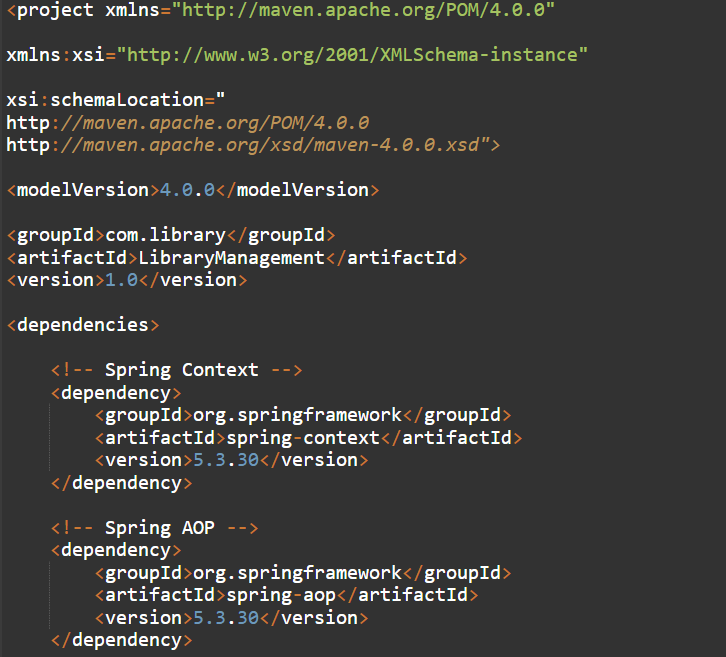 <project xmlns="http://maven.apache.org/POM/4.0.0"
xmlns:xsi="http://www.w3.org/2001/XMLSchema-instance"
xsi:schemaLocation="
http://maven.apache.org/POM/4.0.0
http://maven.apache.org/xsd/maven-4.0.0.xsd">
<modelVersion>4.0.0</modelVersion>
<groupId>com.library</groupId>
<artifactId>LibraryManagement</artifactId>
<version>1.0</version>
<dependencies>
<!-- Spring Context -->
<dependency>
<groupId>org.springframework</groupId>
<artifactId>spring-context</artifactId>
<version>5.3.30</version>
</dependency>
<!-- Spring AOP -->
<dependency>
<groupId>org.springframework</groupId>
<artifactId>spring-aop</artifactId>
<version>5.3.30</version>
</dependency>